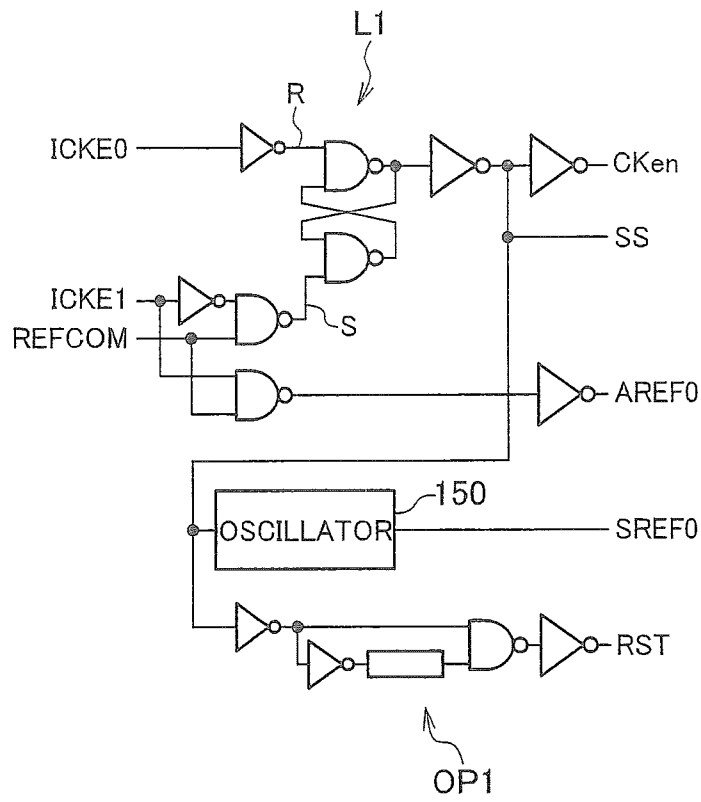 L1
R
ICKE0
CKen
SS
ICKE1
S
REFCOM
AREF0
150
OSCILLATOR
SREF0
RST
OP1